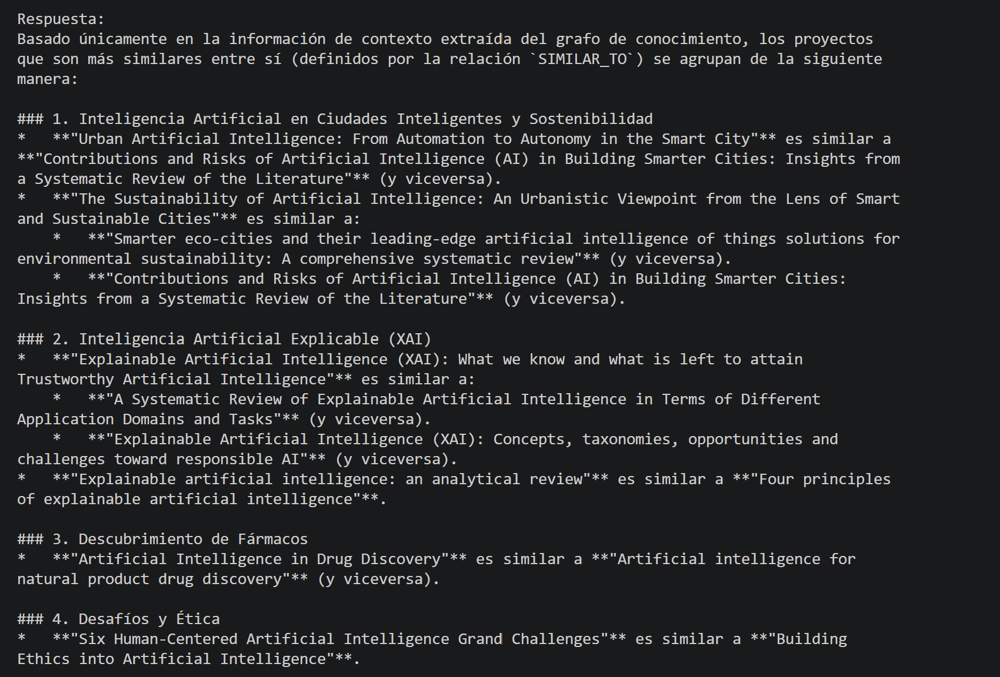 Respuesta:
Basado únicamente en la información de contexto extraída del grafo de conocimiento, los proyectos
que son más similares entre sí (definidos por la relación `SIMILAR_TO`) se agrupan de la siguiente
manera:

### 1. Inteligencia Artificial en Ciudades Inteligentes y Sostenibilidad
*   **"Urban Artificial Intelligence: From Automation to Autonomy in the Smart City"** es similar a
**"Contributions and Risks of Artificial Intelligence (AI) in Building Smarter Cities: Insights from
a Systematic Review of the Literature"** (y viceversa).
*   **"The Sustainability of Artificial Intelligence: An Urbanistic Viewpoint from the Lens of Smart
and Sustainable Cities"** es similar a:
    *   **"Smarter eco-cities and their leading-edge artificial intelligence of things solutions for
environmental sustainability: A comprehensive systematic review"** (y viceversa).
    *   **"Contributions and Risks of Artificial Intelligence (AI) in Building Smarter Cities:
Insights from a Systematic Review of the Literature"** (y viceversa).

### 2. Inteligencia Artificial Explicable (XAI)
*   **"Explainable Artificial Intelligence (XAI): What we know and what is left to attain
Trustworthy Artificial Intelligence"** es similar a:
    *   **"A Systematic Review of Explainable Artificial Intelligence in Terms of Different
Application Domains and Tasks"** (y viceversa).
    *   **"Explainable Artificial Intelligence (XAI): Concepts, taxonomies, opportunities and
challenges toward responsible AI"** (y viceversa).
*   **"Explainable artificial intelligence: an analytical review"** es similar a **"Four principles
of explainable artificial intelligence"**.

### 3. Descubrimiento de Fármacos
*   **"Artificial Intelligence in Drug Discovery"** es similar a **"Artificial intelligence for
natural product drug discovery"** (y viceversa).

### 4. Desafíos y Ética
*   **"Six Human-Centered Artificial Intelligence Grand Challenges"** es similar a **"Building
Ethics into Artificial Intelligence"**.